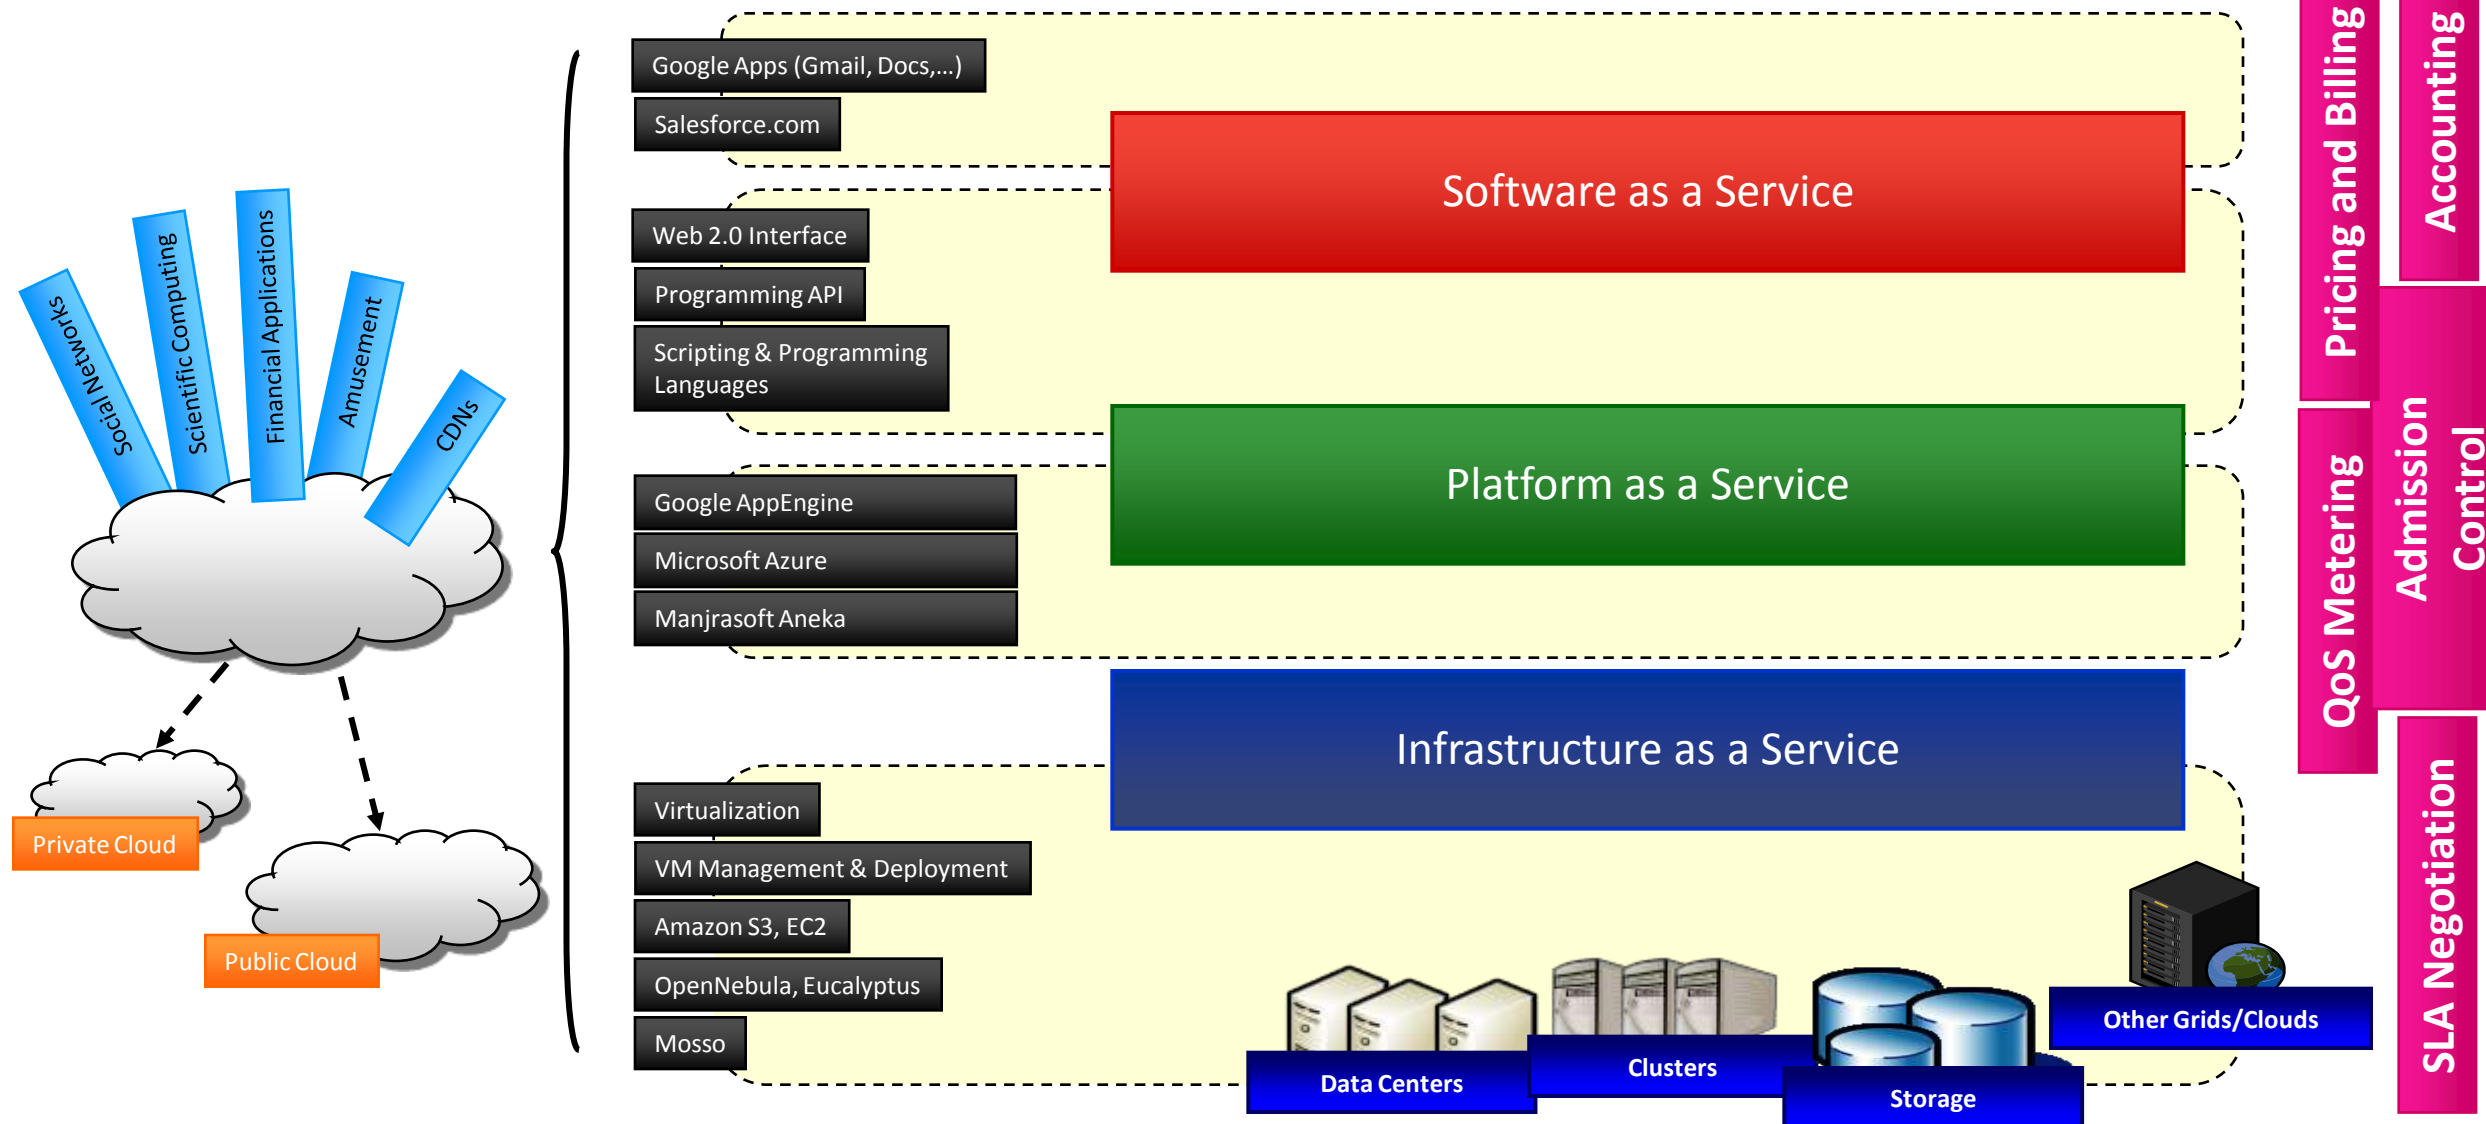 Social Networks
Scientific Computing
Financial Applications
Amusement
CDNs
Private Cloud
Public Cloud
Google Apps (Gmail, Docs,...)
Salesforce.com
Software as a Service
Web 2.0 Interface
Programming API
Scripting & Programming
Languages
Platform as a Service
Google AppEngine
Microsoft Azure
Manjrasoft Aneka
Infrastructure as a Service
Virtualization
VM Management & Deployment
Amazon S3, EC2
OpenNebula, Eucalyptus
Mosso
Data Centers
Clusters
Storage
Other Grids/Clouds
Pricing and Billing
Accounting
QoS Metering
Admission
Control
SLA Negotiation